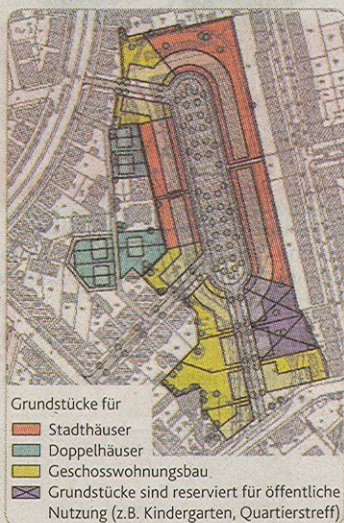 Grundstücke für
Stadthäuser
Doppelhäuser
Geschosswohnungsbau
Grundstücke sind reserviert für öffentliche
Nutzung (z.B. Kindergarten, Quartierstreff)